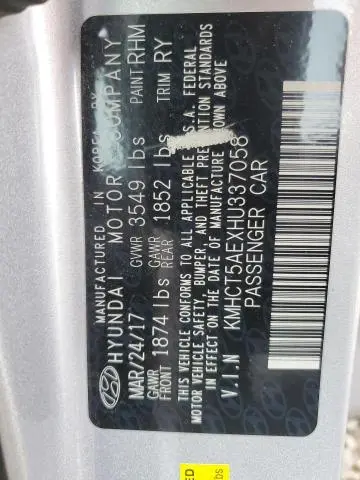 MANUFACTURED IN KOREA BY
HYUNDAI MOTOR COMPANY
MAR/24/17 GVWR 3549 lbs PAINT RHM
GAWR FRONT 1874 lbs GAWR REAR 1852 lbs TRIM RY
THIS VEHICLE CONFORMS TO ALL APPLICABLE U.S.A. FEDERAL
MOTOR VEHICLE SAFETY, BUMPER, AND THEFT PREVENTION STANDARDS
IN EFFECT ON THE DATE OF MANUFACTURE SHOWN ABOVE
V.I.N KMHCT5AEXHU337058
PASSENGER CAR
ED
bs